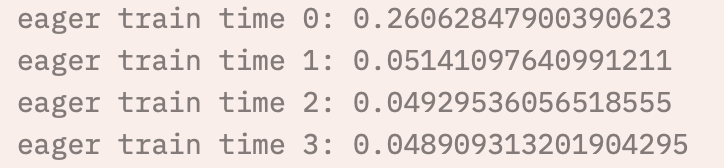 eager train time 0: 0.26062847900390623
eager train time 1: 0.05141097640991211
eager train time 2: 0.04929536056518555
eager train time 3: 0.048909313201904295